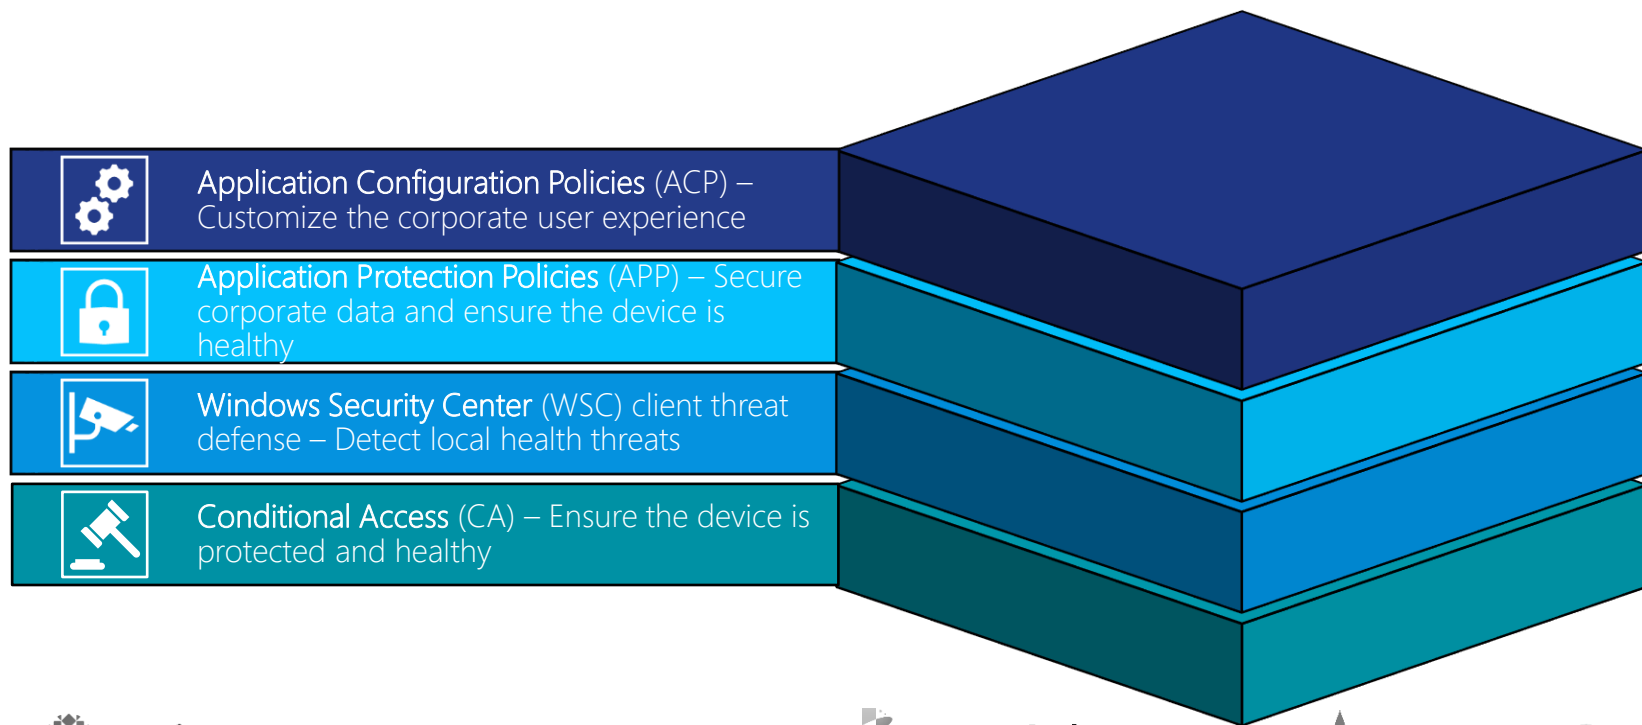 Application Configuration Policies (ACP) –
Customize the corporate user experience
Application Protection Policies (APP) – Secure
corporate data and ensure the device is
healthy
Windows Security Center (WSC) client threat
defense – Detect local health threats
Conditional Access (CA) – Ensure the device is
protected and healthy